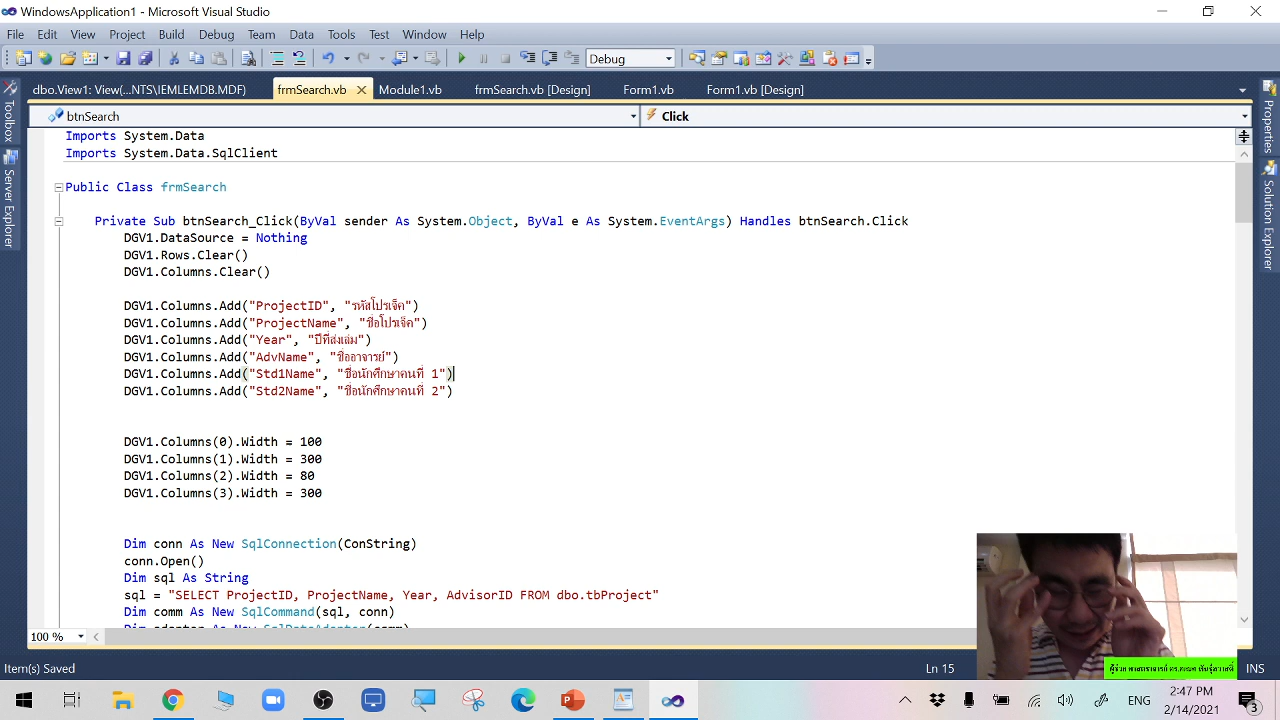 WindowsApplication1 - Microsoft Visual Studio
File Edit View Project Build Debug Team Data Tools Test Window Help
Debug
dbo.View1: View(...NTS\IEMLEMDB.MDF) frmSearch.vb Module1.vb frmSearch.vb [Design] Form1.vb Form1.vb [Design]
Toolbox
Server Explorer
Properties
Solution Explorer
btnSearch Click
Imports System.Data
Imports System.Data.SqlClient
Public Class frmSearch
Private Sub btnSearch_Click(ByVal sender As System.Object, ByVal e As System.EventArgs) Handles btnSearch.Click
DGV1.DataSource = Nothing
DGV1.Rows.Clear()
DGV1.Columns.Clear()
DGV1.Columns.Add("ProjectID", "รหัสโปรเจ็ค")
DGV1.Columns.Add("ProjectName", "ชื่อโปรเจ็ค")
DGV1.Columns.Add("Year", "ปีที่ส่งเล่ม")
DGV1.Columns.Add("AdvName", "ชื่ออาจารย์")
DGV1.Columns.Add("Std1Name", "ชื่อนักศึกษาคนที่ 1")
DGV1.Columns.Add("Std2Name", "ชื่อนักศึกษาคนที่ 2")
DGV1.Columns(0).Width = 100
DGV1.Columns(1).Width = 300
DGV1.Columns(2).Width = 80
DGV1.Columns(3).Width = 300
Dim conn As New SqlConnection(ConString)
conn.Open()
Dim sql As String
sql = "SELECT ProjectID, ProjectName, Year, AdvisorID FROM dbo.tbProject"
Dim comm As New SqlCommand(sql, conn)
Dim adapter As New SqlDataAdapter(comm)
100 %
Item(s) Saved Ln 15 INS
ENG 2:47 PM
2/14/2021
3